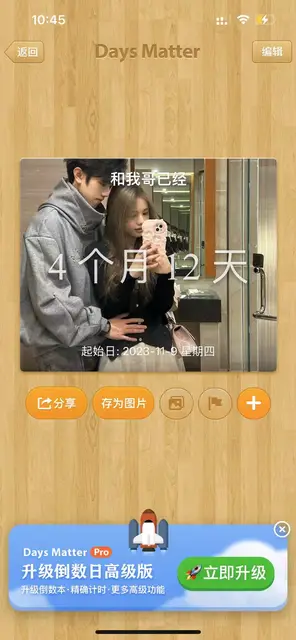 10:45
返回
Days Matter
编辑
和我哥已经
4个月12天
起始日: 2023-11-9 星期四
分享
存为图片
Days Matter Pro
升级倒数日高级版
升级倒数本·精确计时·更多高级功能
立即升级